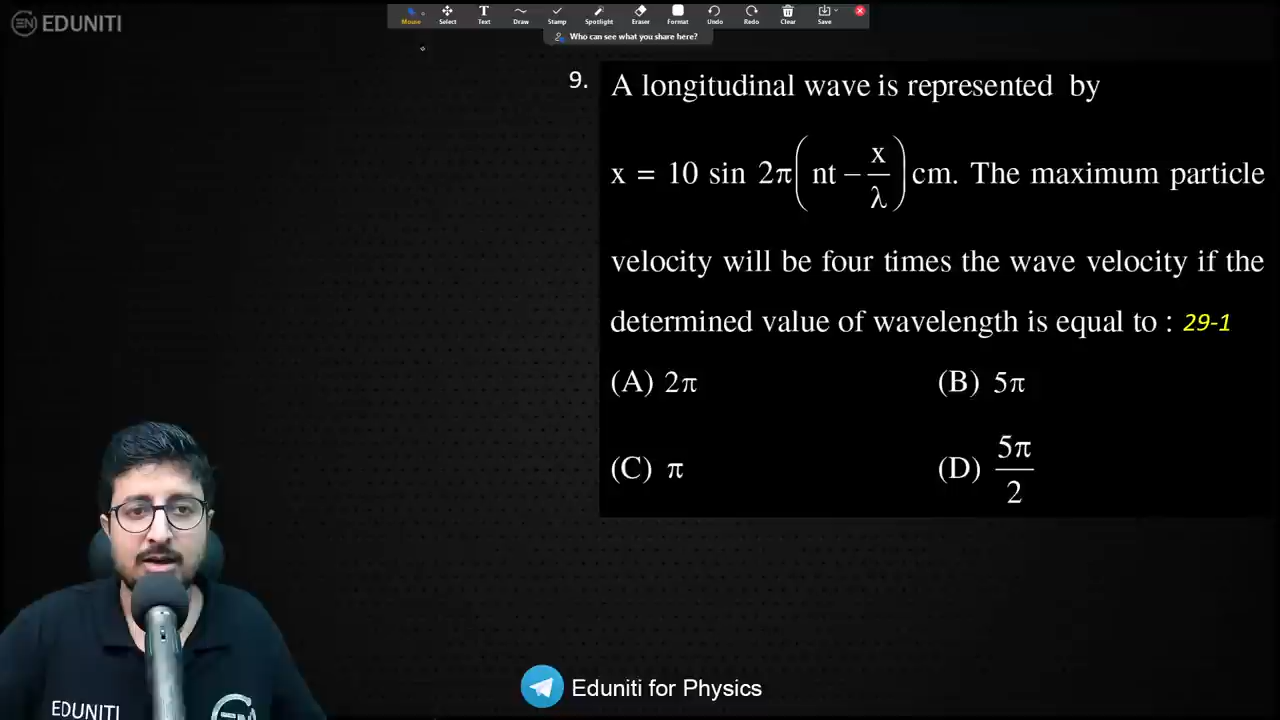 EDUNITI
Mouse Select Text Draw Stamp Spotlight Eraser Format Undo Redo Clear Save
Who can see what you share here?
9. A longitudinal wave is represented by
x = 10 sin 2π(nt − x/λ) cm. The maximum particle
velocity will be four times the wave velocity if the
determined value of wavelength is equal to : 29-1
(A) 2π (B) 5π
(C) π (D) 5π/2
EDUNITI
Eduniti for Physics